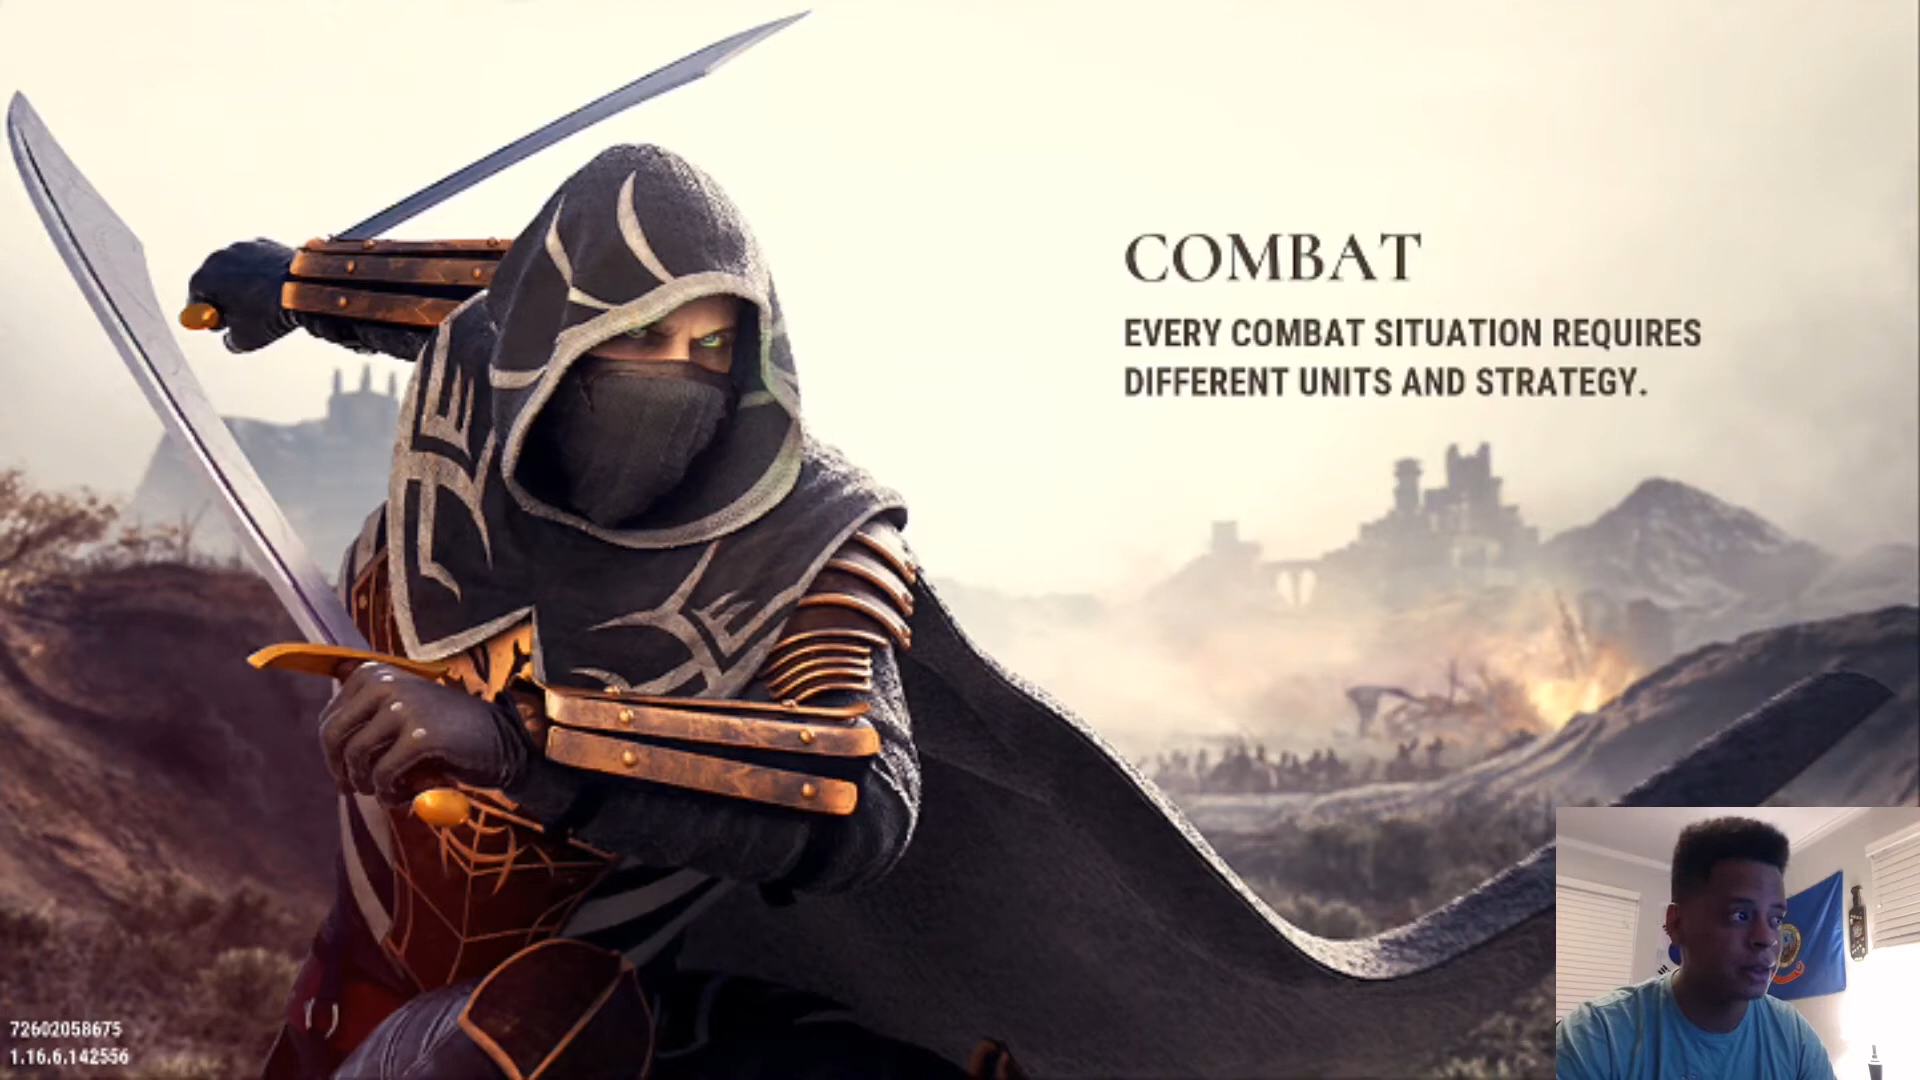 COMBAT
EVERY COMBAT SITUATION REQUIRES
DIFFERENT UNITS AND STRATEGY.
72602058675
1.16.6.142556